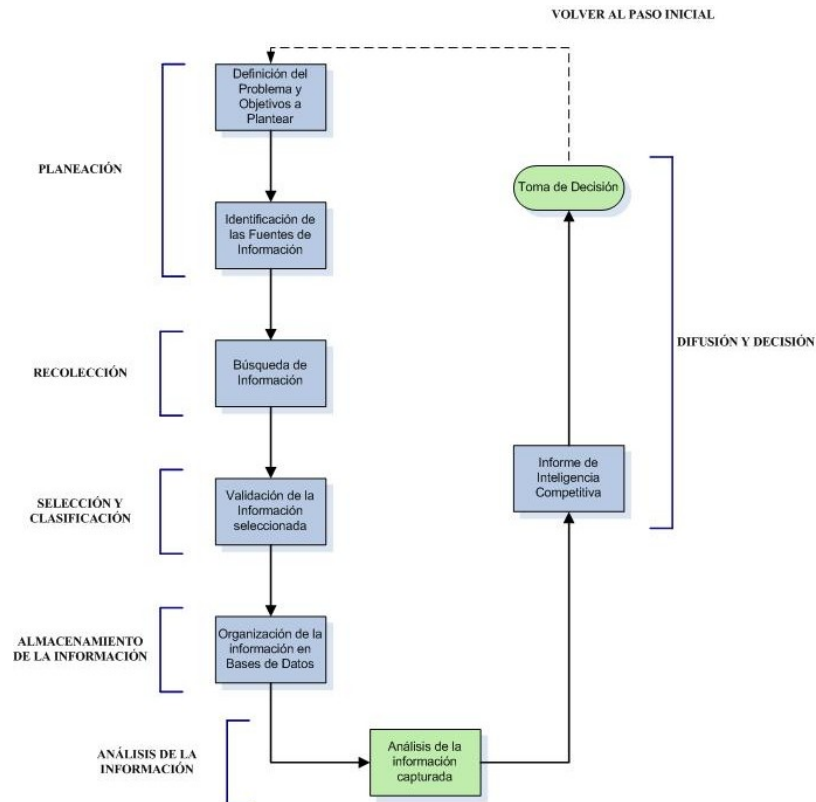 VOLVER AL PASO INICIAL
Definición del
Problema y
Objetivos a
Plantear
PLANEACIÓN
Identificación de
las Fuentes de
Información
RECOLECCIÓN
Búsqueda de
Información
SELECCIÓN Y
CLASIFICACIÓN
Validación de la
Información
seleccionada
ALMACENAMIENTO
DE LA INFORMACIÓN
Organización de la
información en
Bases de Datos
ANÁLISIS DE LA
INFORMACIÓN
Análisis de la
información
capturada
Informe de
Inteligencia
Competitiva
Toma de Decisión
DIFUSIÓN Y DECISIÓN